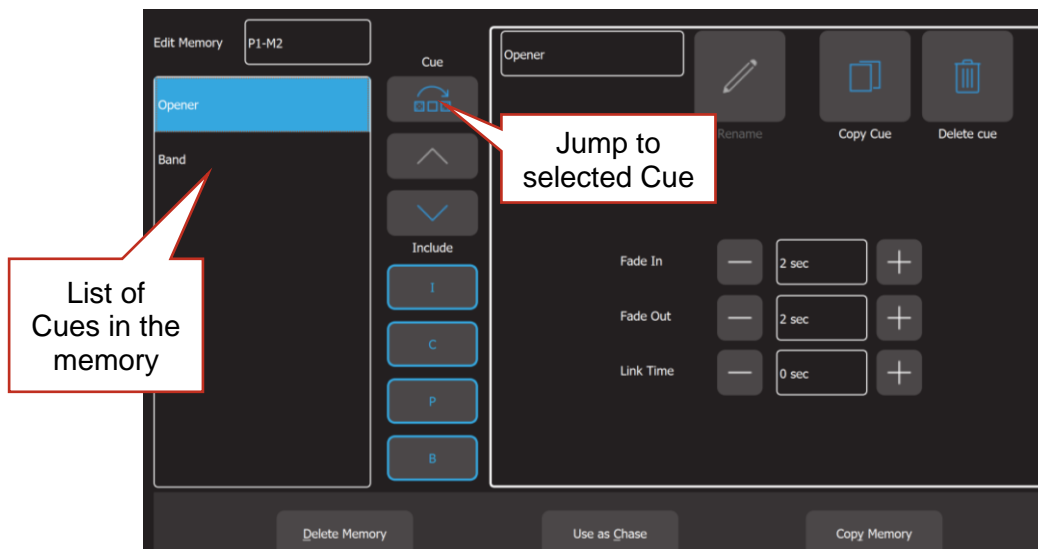 Edit Memory
P1-M2
Cue
Opener
Opener
Band
Rename
Copy Cue
Delete cue
Jump to
selected Cue
List of
Cues in the
memory
Include
I
C
P
B
Fade In
2 sec
Fade Out
2 sec
Link Time
0 sec
Delete Memory
Use as Chase
Copy Memory